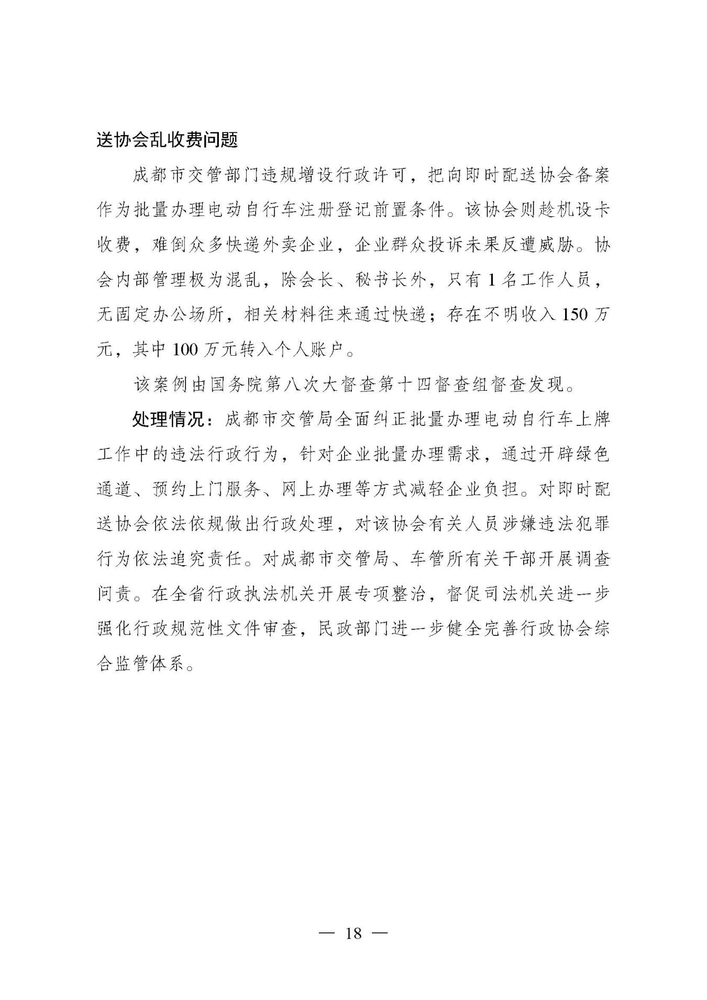 送协会乱收费问题
成都市交管部门违规增设行政许可，把向即时配送协会备案
作为批量办理电动自行车注册登记前置条件。该协会则趁机设卡
收费，难倒众多快递外卖企业，企业群众投诉未果反遭威胁。协
会内部管理极为混乱，除会长、秘书长外，只有 1 名工作人员，
无固定办公场所，相关材料往来通过快递；存在不明收入 150 万
元，其中 100 万元转入个人账户。
该案例由国务院第八次大督查第十四督查组督查发现。
处理情况：成都市交管局全面纠正批量办理电动自行车上牌
工作中的违法行政行为，针对企业批量办理需求，通过开辟绿色
通道、预约上门服务、网上办理等方式减轻企业负担。对即时配
送协会依法依规做出行政处理，对该协会有关人员涉嫌违法犯罪
行为依法追究责任。对成都市交管局、车管所有关干部开展调查
问责。在全省行政执法机关开展专项整治，督促司法机关进一步
强化行政规范性文件审查，民政部门进一步健全完善行政协会综
合监管体系。
— 18 —